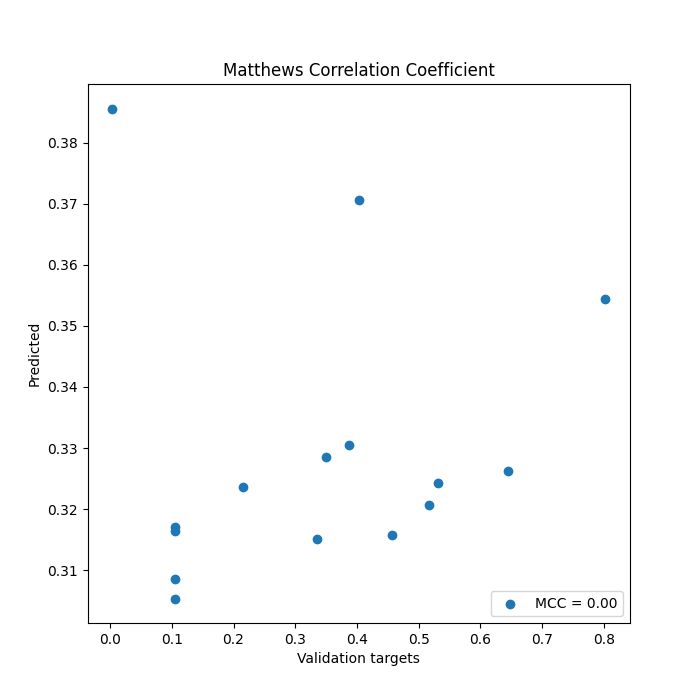 Matthews Correlation Coefficient
0.38
0.37
0.36
0.35
0.34
0.33
0.32
0.31
Predicted
MCC = 0.00
0.0 0.1 0.2 0.3 0.4 0.5 0.6 0.7 0.8
Validation targets